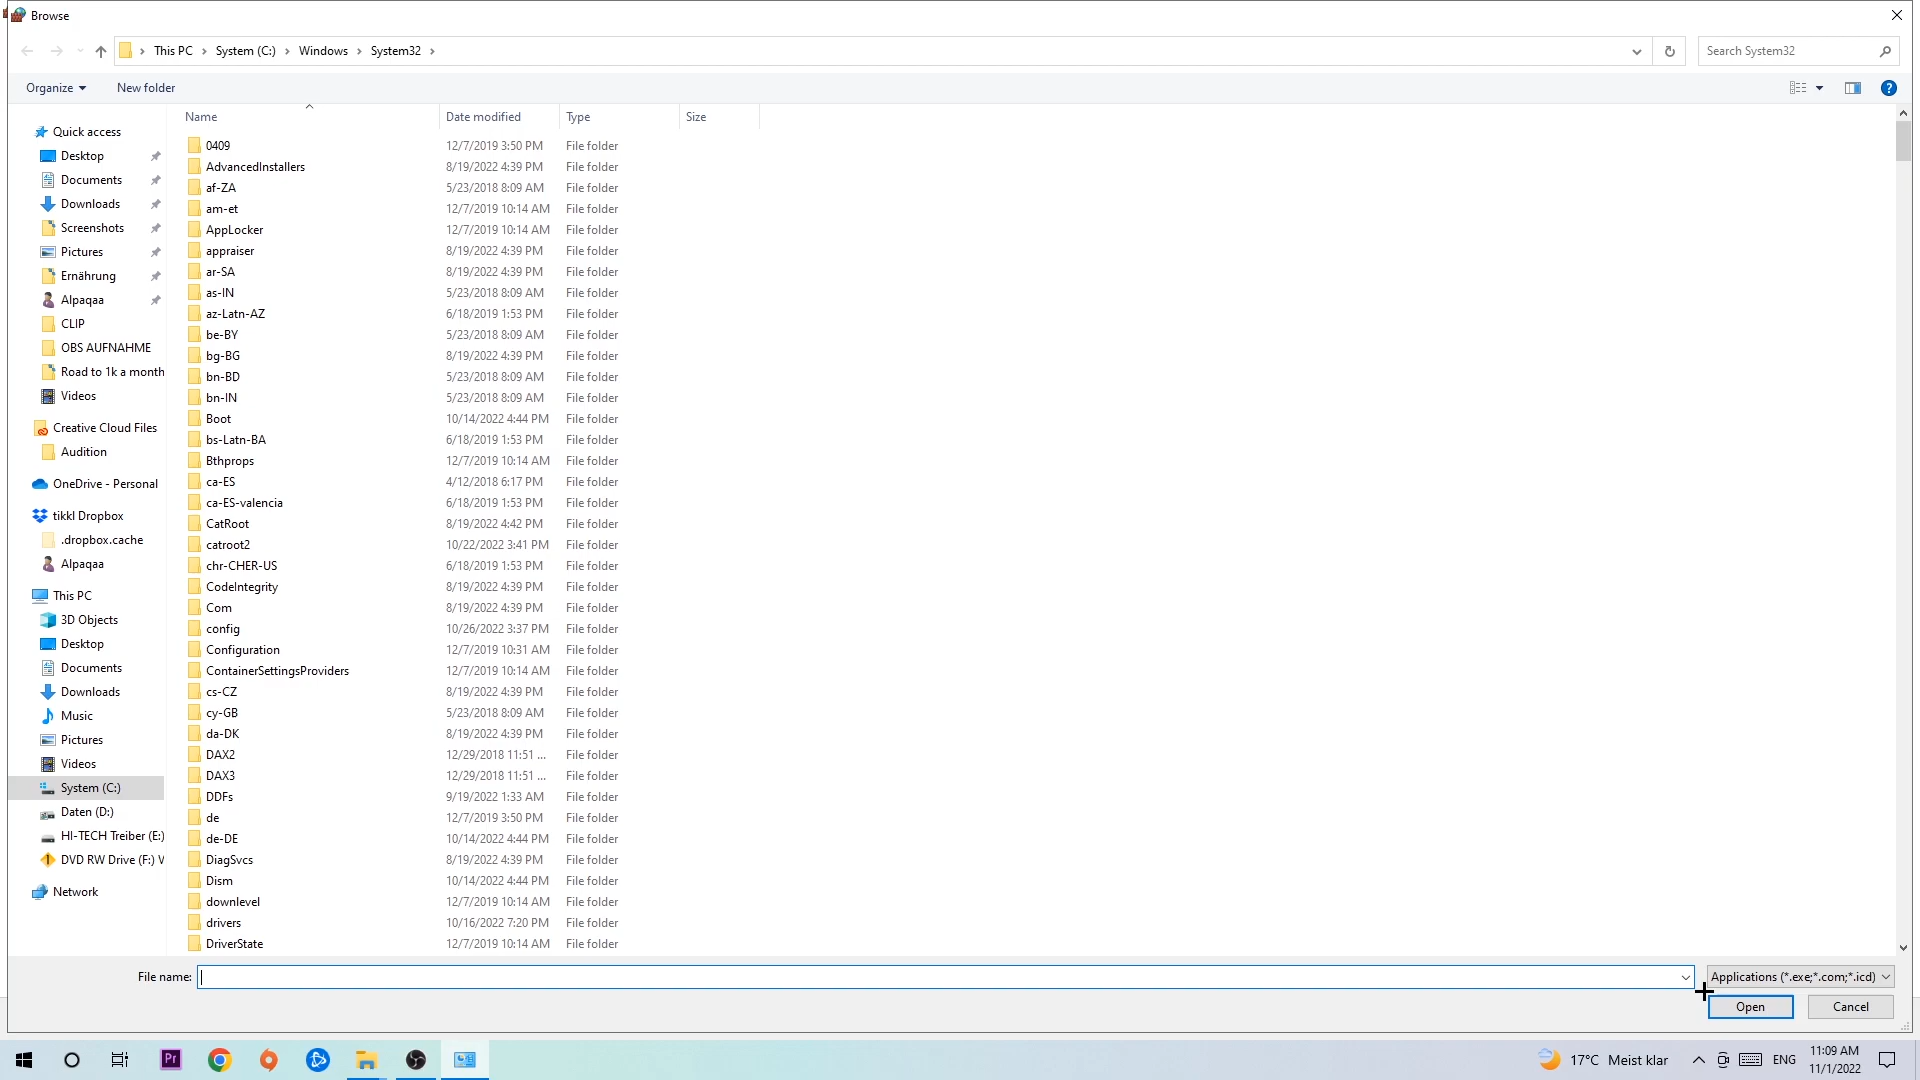 Browse
This PC > System (C:) > Windows > System32 >
Search System32
Organize
New folder
Name Date modified Type Size
Quick access
Desktop
Documents
Downloads
Screenshots
Pictures
Ernährung
Alpaqaa
CLIP
OBS AUFNAHME
Road to 1k a month
Videos
Creative Cloud Files
Audition
OneDrive - Personal
tikkl Dropbox
.dropbox.cache
Alpaqaa
This PC
3D Objects
Desktop
Documents
Downloads
Music
Pictures
Videos
System (C:)
Daten (D:)
HI-TECH Treiber (E:)
DVD RW Drive (F:) V
Network
0409 12/7/2019 3:50 PM File folder
AdvancedInstallers 8/19/2022 4:39 PM File folder
af-ZA 5/23/2018 8:09 AM File folder
am-et 12/7/2019 10:14 AM File folder
AppLocker 12/7/2019 10:14 AM File folder
appraiser 8/19/2022 4:39 PM File folder
ar-SA 8/19/2022 4:39 PM File folder
as-IN 5/23/2018 8:09 AM File folder
az-Latn-AZ 6/18/2019 1:53 PM File folder
be-BY 5/23/2018 8:09 AM File folder
bg-BG 8/19/2022 4:39 PM File folder
bn-BD 5/23/2018 8:09 AM File folder
bn-IN 5/23/2018 8:09 AM File folder
Boot 10/14/2022 4:44 PM File folder
bs-Latn-BA 6/18/2019 1:53 PM File folder
Bthprops 12/7/2019 10:14 AM File folder
ca-ES 4/12/2018 6:17 PM File folder
ca-ES-valencia 6/18/2019 1:53 PM File folder
CatRoot 8/19/2022 4:42 PM File folder
catroot2 10/22/2022 3:41 PM File folder
chr-CHER-US 6/18/2019 1:53 PM File folder
CodeIntegrity 8/19/2022 4:39 PM File folder
Com 8/19/2022 4:39 PM File folder
config 10/26/2022 3:37 PM File folder
Configuration 12/7/2019 10:31 AM File folder
ContainerSettingsProviders 12/7/2019 10:14 AM File folder
cs-CZ 8/19/2022 4:39 PM File folder
cy-GB 5/23/2018 8:09 AM File folder
da-DK 8/19/2022 4:39 PM File folder
DAX2 12/29/2018 11:51 ... File folder
DAX3 12/29/2018 11:51 ... File folder
DDFs 9/19/2022 1:33 AM File folder
de 12/7/2019 3:50 PM File folder
de-DE 10/14/2022 4:44 PM File folder
DiagSvcs 8/19/2022 4:39 PM File folder
Dism 10/14/2022 4:44 PM File folder
downlevel 12/7/2019 10:14 AM File folder
drivers 10/16/2022 7:20 PM File folder
DriverState 12/7/2019 10:14 AM File folder
File name:
Applications (*.exe;*.com;*.icd)
Open
Cancel
Pr
17°C Meist klar
ENG
11:09 AM
11/1/2022